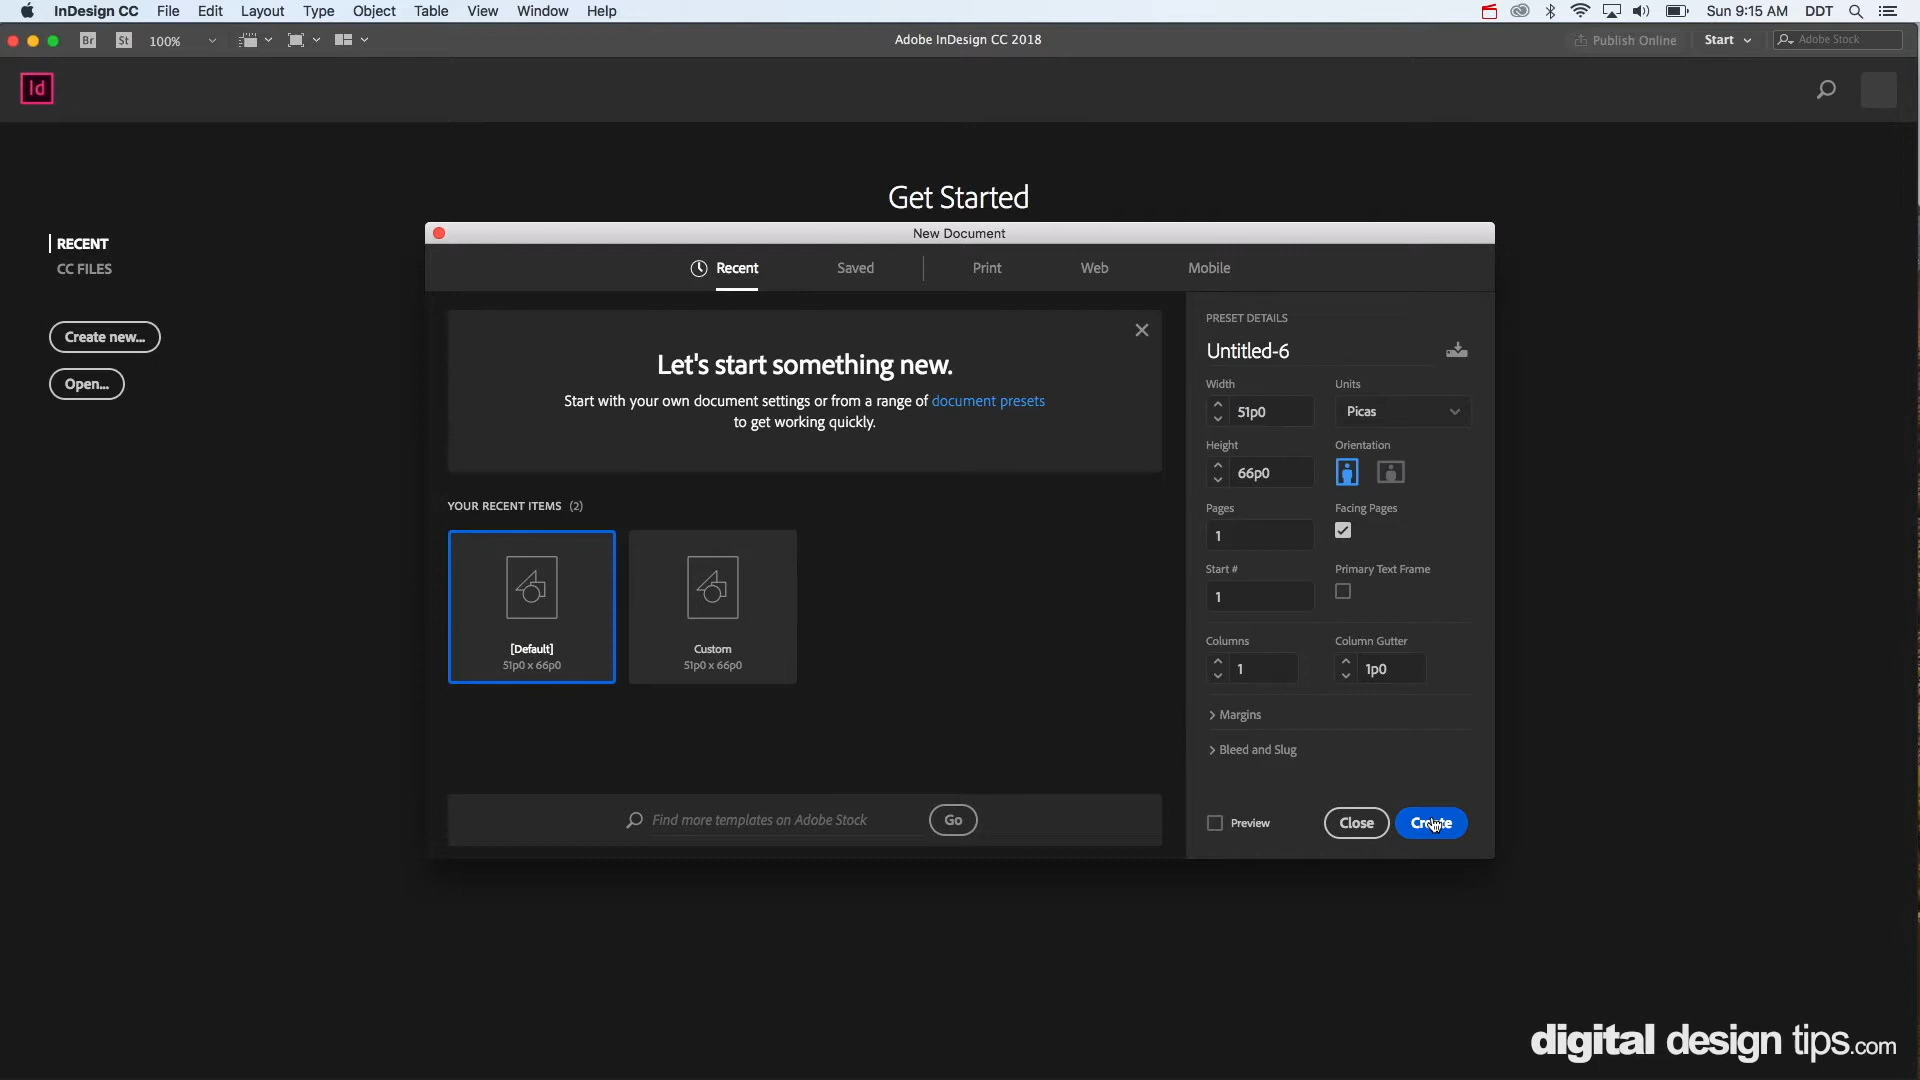 InDesign CC File Edit Layout Type Object Table View Window Help Sun 9:15 AM DDT
Br St 100% Adobe InDesign CC 2018 Publish Online Start Adobe Stock
Id
Get Started
RECENT
CC FILES
Create new...
Open...
New Document
Recent Saved Print Web Mobile
Let's start something new.
Start with your own document settings or from a range of document presets
to get working quickly.
YOUR RECENT ITEMS (2)
[Default]
51p0 x 66p0
Custom
51p0 x 66p0
Find more templates on Adobe Stock Go
PRESET DETAILS
Untitled-6
Width Units
51p0 Picas
Height Orientation
66p0
Pages Facing Pages
1
Start # Primary Text Frame
1
Columns Column Gutter
1 1p0
Margins
Bleed and Slug
Preview Close Create
digital design tips.com